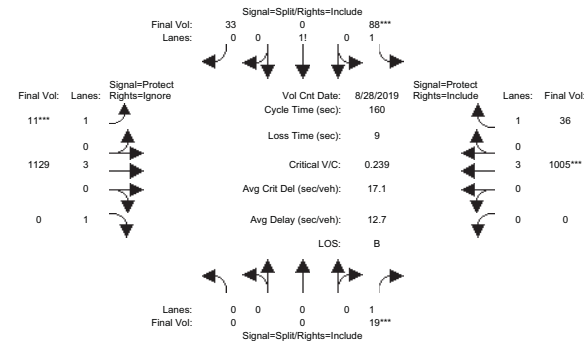 Signal=Split/Rights=Include
Final Vol: 33 0 88***
Lanes: 0 0 1! 0 1
Signal=Protect
Final Vol: Lanes: Rights=Ignore
Vol Cnt Date: 8/28/2019
Signal=Protect
Rights=Include Lanes: Final Vol:
Cycle Time (sec): 160
11*** 1
1 36
0
Loss Time (sec): 9
0
1129 3
Critical V/C: 0.239
3 1005***
0
Avg Crit Del (sec/veh): 17.1
0
0 1
Avg Delay (sec/veh): 12.7
0 0
LOS: B
Lanes: 0 0 0 0 1
Final Vol: 0 0 19***
Signal=Split/Rights=Include